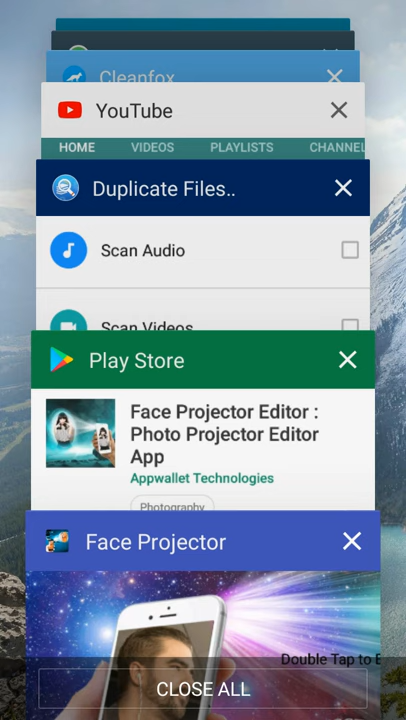 Cleanfox
YouTube
HOME VIDEOS PLAYLISTS CHANNEL
Duplicate Files..
Scan Audio
Scan Videos
Play Store
Face Projector Editor :
Photo Projector Editor
App
Appwallet Technologies
Photography
Face Projector
Double Tap to E
CLOSE ALL